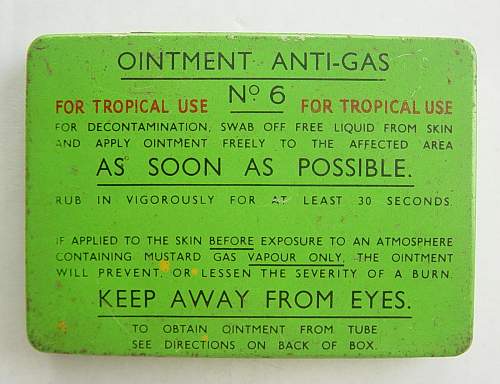 OINTMENT ANTI-GAS
Nº 6
FOR TROPICAL USE FOR TROPICAL USE
FOR DECONTAMINATION, SWAB OFF FREE LIQUID FROM SKIN
AND APPLY OINTMENT FREELY TO THE AFFECTED AREA
AS SOON AS POSSIBLE.
RUB IN VIGOROUSLY FOR AT LEAST 30 SECONDS.
IF APPLIED TO THE SKIN BEFORE EXPOSURE TO AN ATMOSPHERE
CONTAINING MUSTARD GAS VAPOUR ONLY, THE OINTMENT
WILL PREVENT, OR LESSEN THE SEVERITY OF A BURN.
KEEP AWAY FROM EYES.
TO OBTAIN OINTMENT FROM TUBE
SEE DIRECTIONS ON BACK OF BOX.